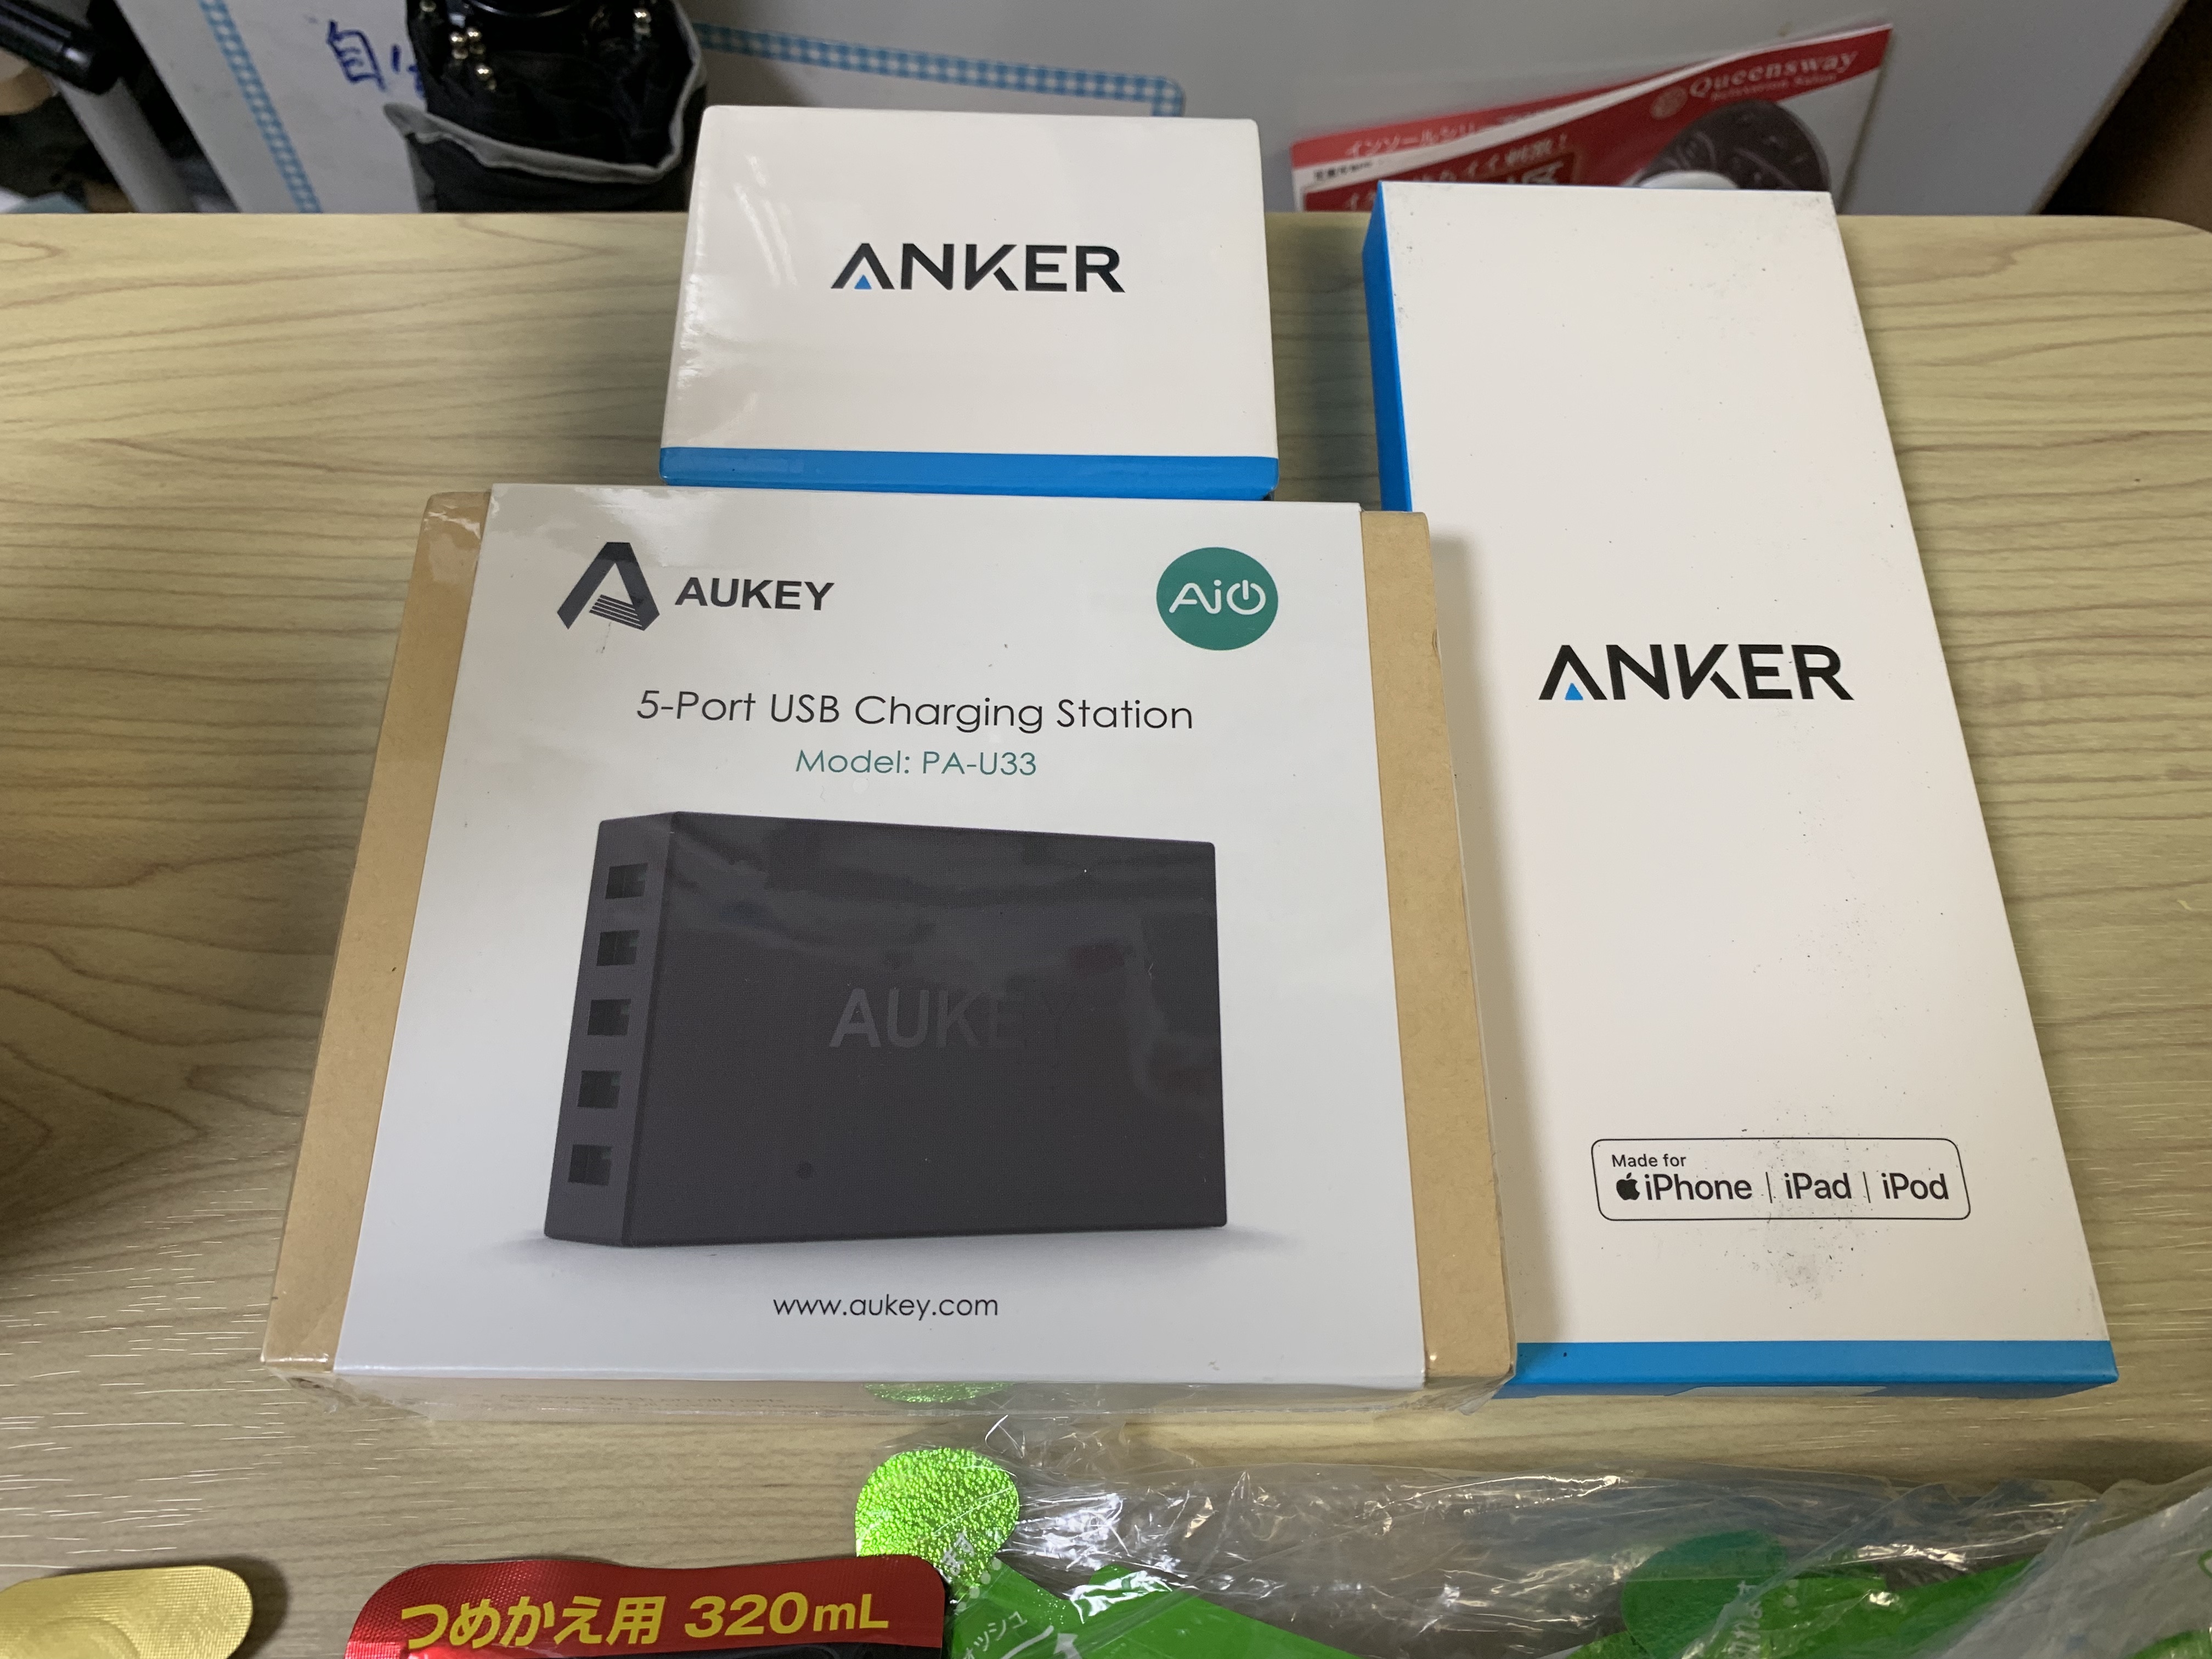 自
Queensway
ANKER
AUKEY
AiO
5-Port USB Charging Station
Model: PA-U33
AUKEY
www.aukey.com
ANKER
Made for
iPhone | iPad | iPod
つめかえ用 320mL